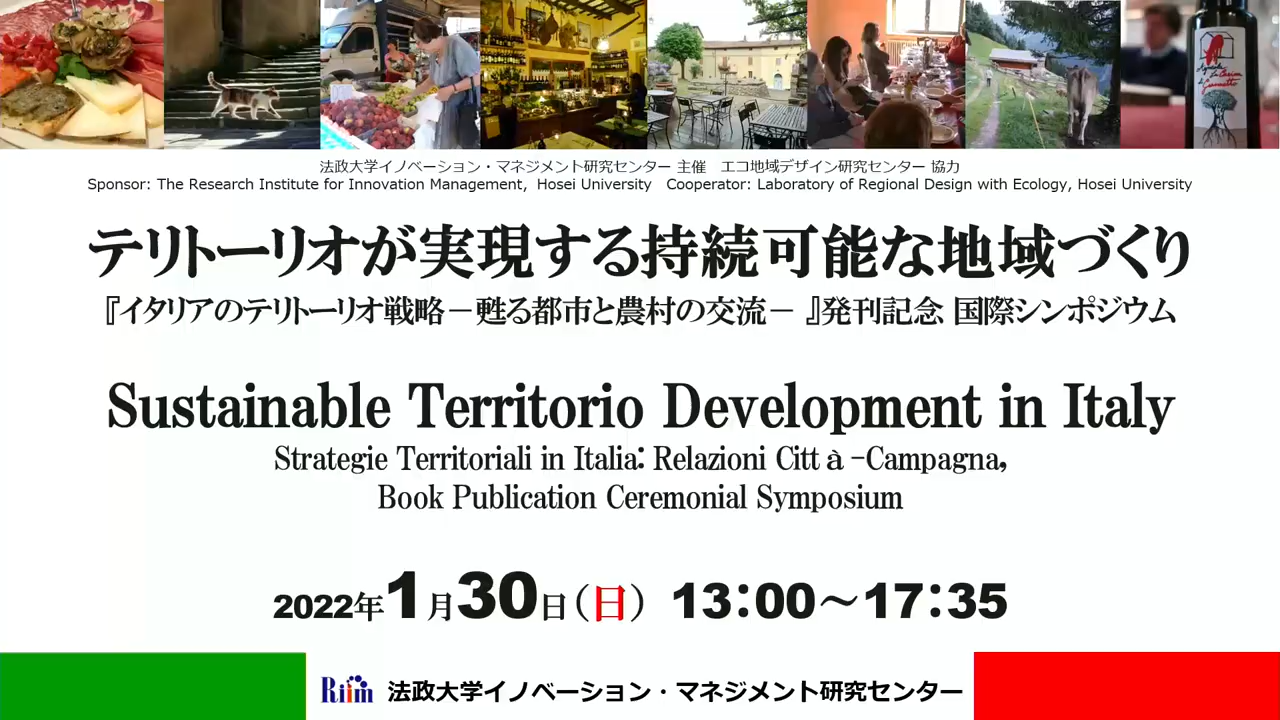 法政大学イノベーション・マネジメント研究センター 主催　エコ地域デザイン研究センター 協力
Sponsor: The Research Institute for Innovation Management, Hosei University　Cooperator: Laboratory of Regional Design with Ecology, Hosei University
テリトーリオが実現する持続可能な地域づくり
『イタリアのテリトーリオ戦略－甦る都市と農村の交流－ 』発刊記念 国際シンポジウム
Sustainable Territorio Development in Italy
Strategie Territoriali in Italia: Relazioni Città-Campagna,
Book Publication Ceremonial Symposium
2022年1月30日（日） 13:00～17:35
Riim 法政大学イノベーション・マネジメント研究センター